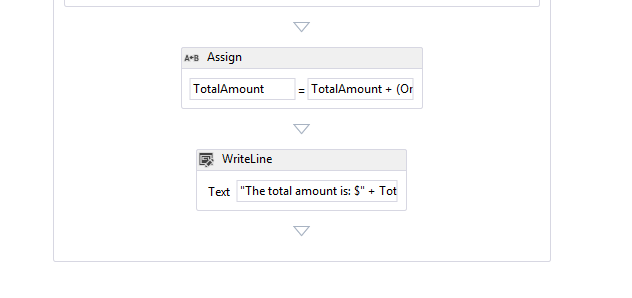 A+B Assign
TotalAmount = TotalAmount + (Or
WriteLine
Text "The total amount is: $" + Tot